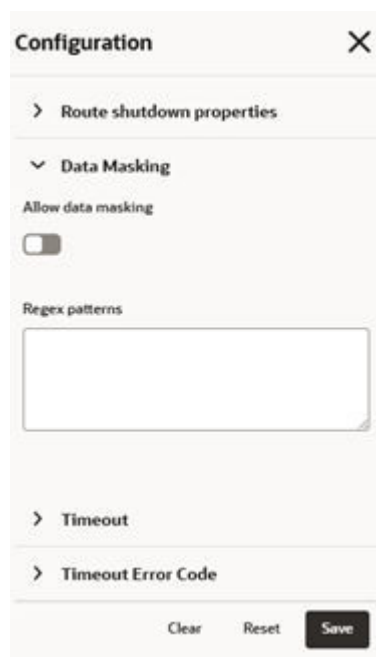 Configuration
Route shutdown properties
Data Masking
Allow data masking
Regex patterns
Timeout
Timeout Error Code
Clear Reset Save